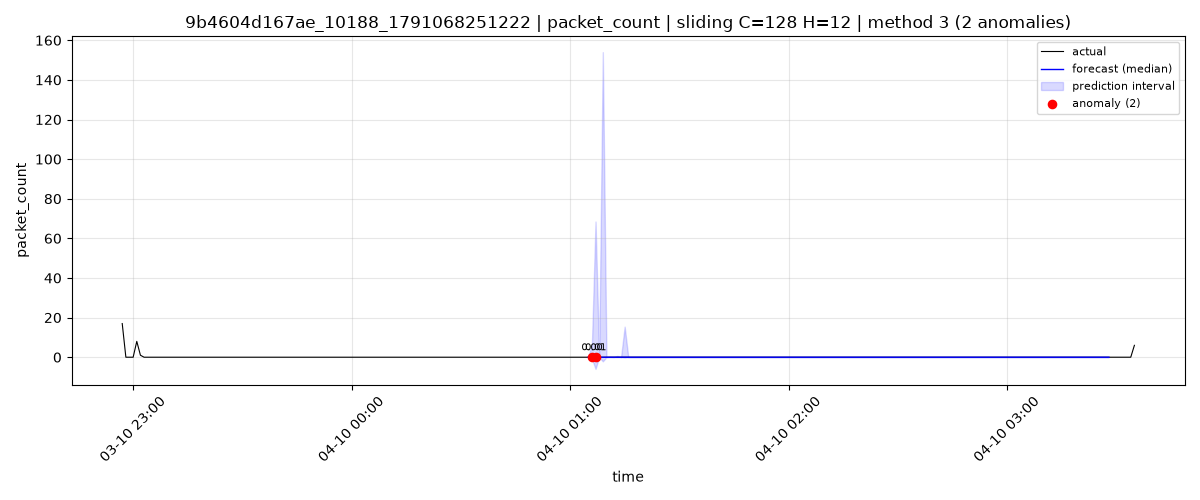 9b4604d167ae_10188_1791068251222 | packet_count | sliding C=128 H=12 | method 3 (2 anomalies)
160
140
120
100
80
60
40
20
0
packet_count
actual
forecast (median)
prediction interval
anomaly (2)
03-10 23:00
04-10 00:00
04-10 01:00
04-10 02:00
04-10 03:00
time